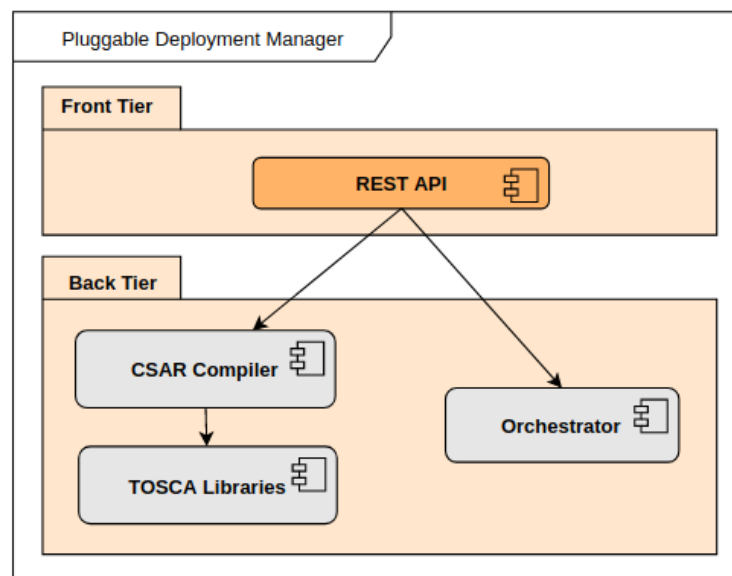 Pluggable Deployment Manager
Front Tier
REST API
Back Tier
CSAR Compiler
Orchestrator
TOSCA Libraries